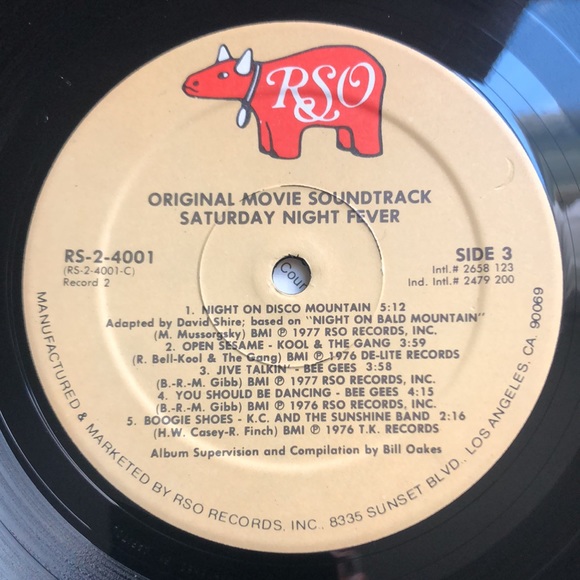 RSO
ORIGINAL MOVIE SOUNDTRACK
SATURDAY NIGHT FEVER
RS-2-4001
(RS-2-4001-C)
Record 2
SIDE 3
Intl.# 2658 123
Ind. Intl.# 2479 200
Cour
1. NIGHT ON DISCO MOUNTAIN 5:12
Adapted by David Shire; based on "NIGHT ON BALD MOUNTAIN"
(M. Mussorgsky) BMI ℗ 1977 RSO RECORDS, INC.
2. OPEN SESAME - KOOL & THE GANG 3:59
(R. Bell-Kool & The Gang) BMI ℗ 1976 DE-LITE RECORDS
3. JIVE TALKIN' - BEE GEES 3:58
(B.-R.-M. Gibb) BMI ℗ 1977 RSO RECORDS, INC.
4. YOU SHOULD BE DANCING - BEE GEES 4:15
(B.-R.-M. Gibb) BMI ℗ 1976 RSO RECORDS, INC.
5. BOOGIE SHOES - K.C. AND THE SUNSHINE BAND 2:16
(H.W. Casey-R. Finch) BMI ℗ 1976 T.K. RECORDS
Album Supervision and Compilation by Bill Oakes
MANUFACTURED & MARKETED BY RSO RECORDS, INC., 8335 SUNSET BLVD., LOS ANGELES, CA. 90069